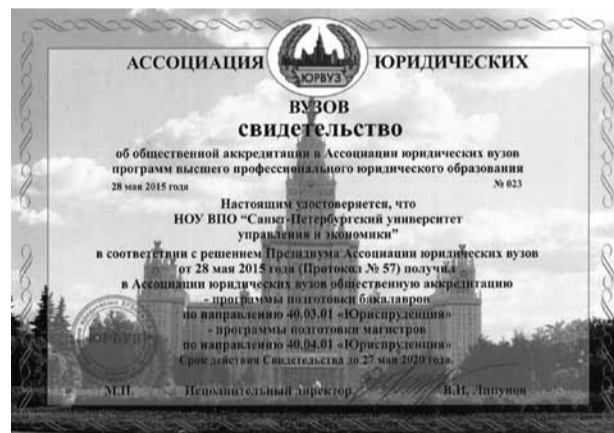 АССОЦИАЦИЯ ЮРИДИЧЕСКИХ
ЮРВУЗ
ВУЗОВ
свидетельство
об общественной аккредитации в Ассоциации юридических вузов
программ высшего профессионального юридического образования
28 мая 2015 года № 023
Настоящим удостоверяется, что
НОУ ВПО “Санкт-Петербургский университет
управления и экономики”
в соответствии с решением Президиума Ассоциации юридических вузов
от 28 мая 2015 года (Протокол № 57) получил
в Ассоциации юридических вузов общественную аккредитацию
- программы подготовки бакалавров
по направлению 40.03.01 «Юриспруденция»
- программы подготовки магистров
по направлению 40.04.01 «Юриспруденция»
Срок действия Свидетельства до 27 мая 2020 года.
ЮРВУЗ
М.П. Исполнительный директор В.И. Лапунов